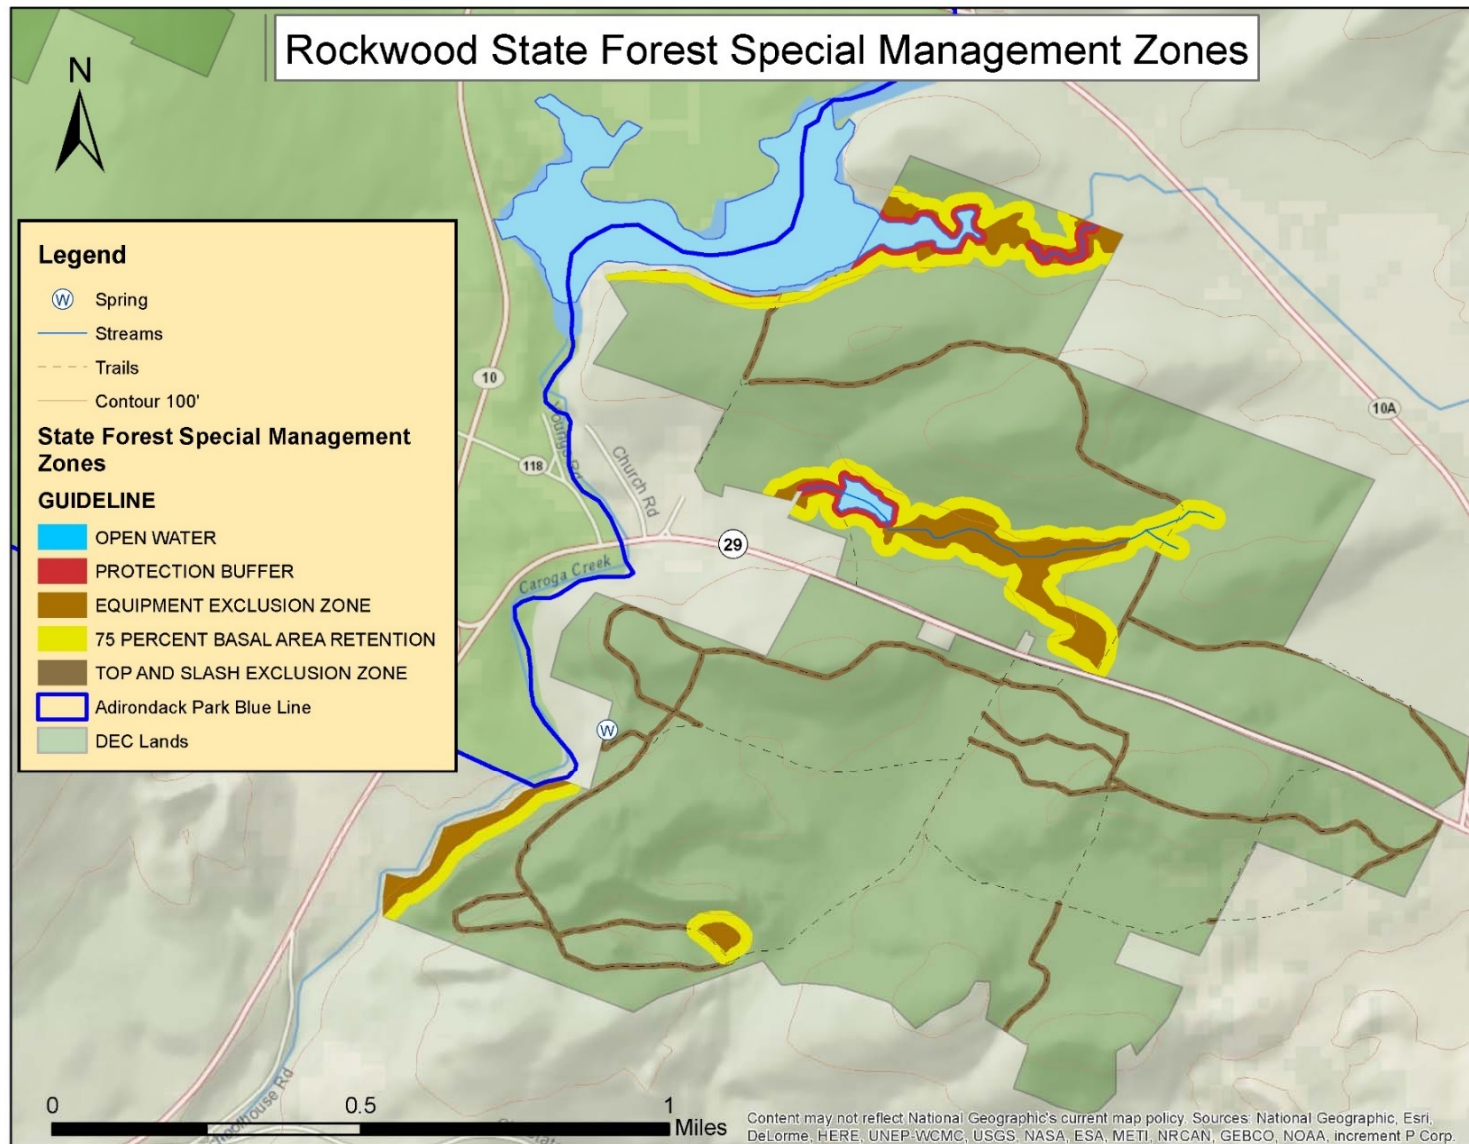 Rockwood State Forest Special Management Zones
N
Legend
W Spring
Streams
Trails
Contour 100'
State Forest Special Management
Zones
GUIDELINE
OPEN WATER
PROTECTION BUFFER
EQUIPMENT EXCLUSION ZONE
75 PERCENT BASAL AREA RETENTION
TOP AND SLASH EXCLUSION ZONE
Adirondack Park Blue Line
DEC Lands
10
10A
118
Youngs Rd
Church Rd
29
Caroga Creek
W
0 0.5 1
Miles
Content may not reflect National Geographic's current map policy. Sources: National Geographic, Esri,
DeLorme, HERE, UNEP-WCMC, USGS, NASA, ESA, METI, NRCAN, GEBCO, NOAA, increment P Corp.